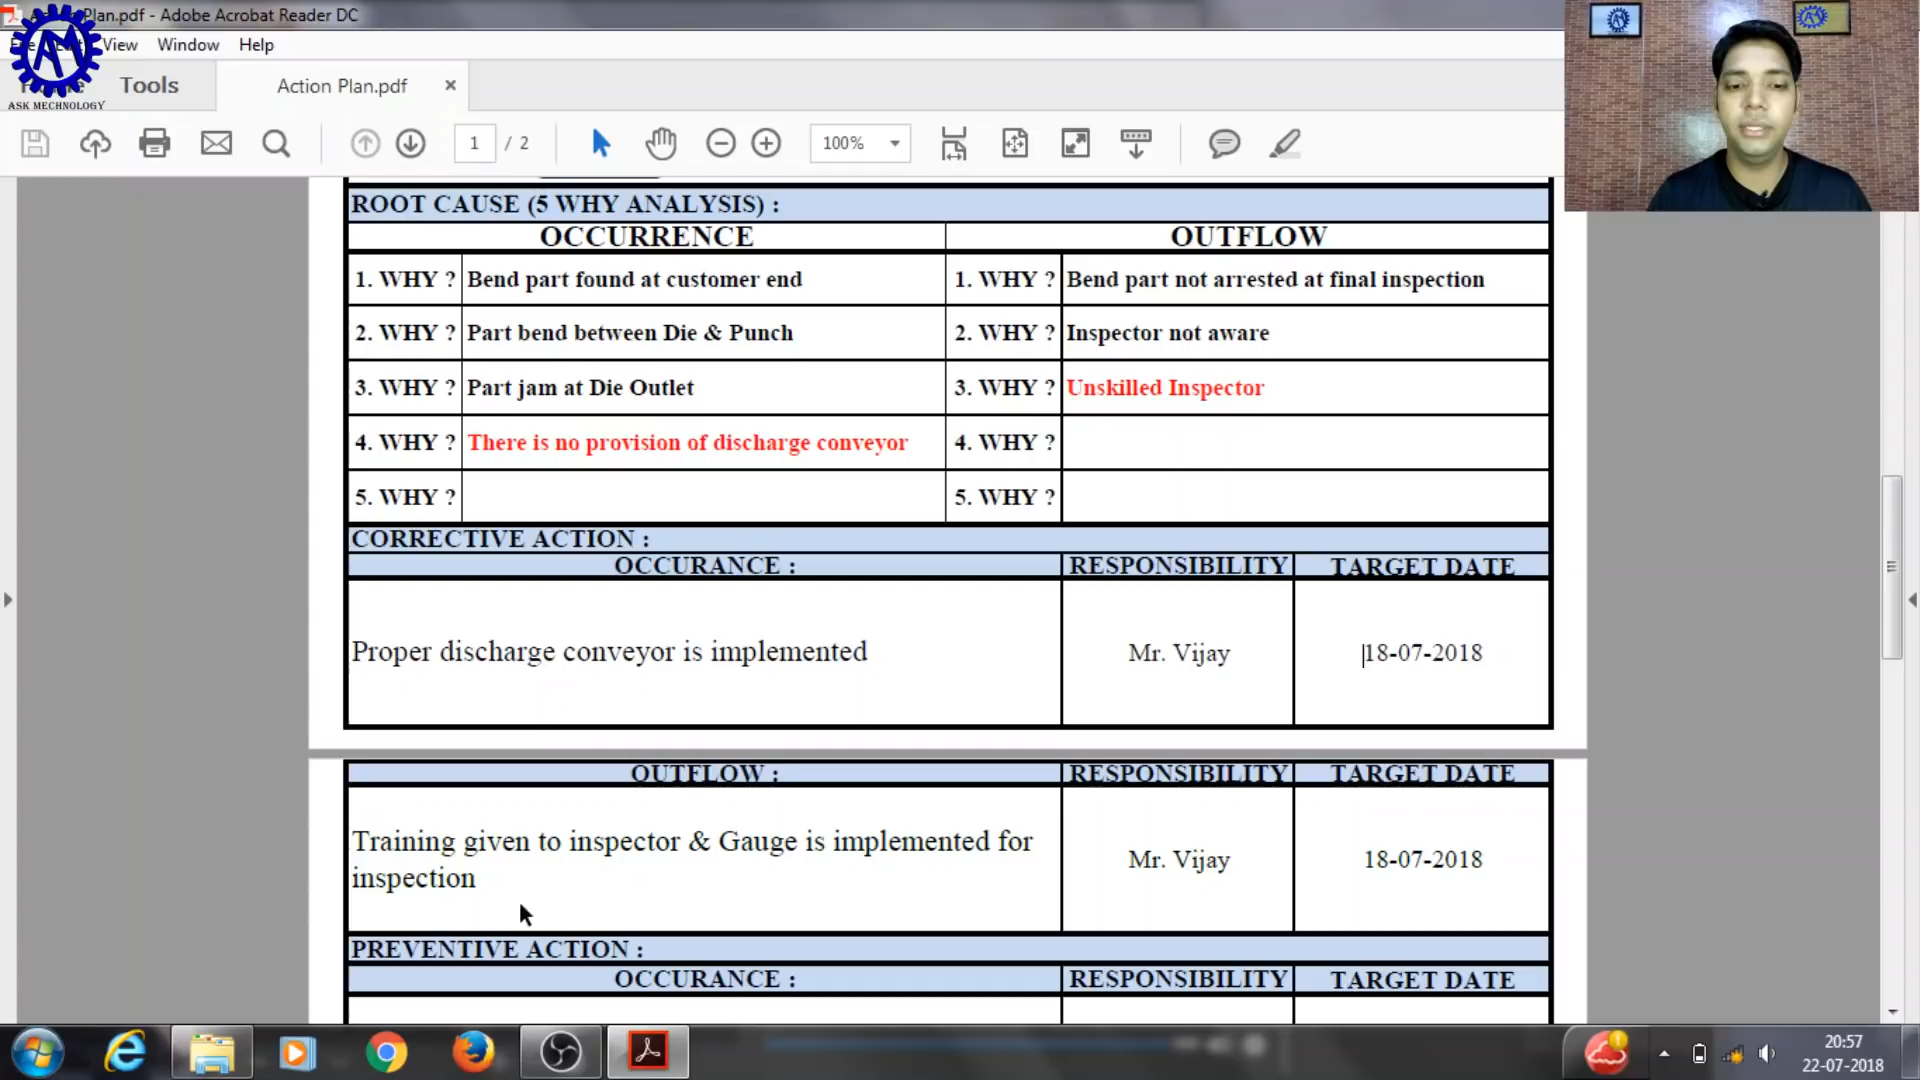 Plan.pdf - Adobe Acrobat Reader DC
View Window Help
AM
ASK MECHNOLOGY
Tools
Action Plan.pdf
1 / 2
100%
ROOT CAUSE (5 WHY ANALYSIS) :
OCCURRENCE OUTFLOW
1. WHY ? Bend part found at customer end 1. WHY ? Bend part not arrested at final inspection
2. WHY ? Part bend between Die & Punch 2. WHY ? Inspector not aware
3. WHY ? Part jam at Die Outlet 3. WHY ? Unskilled Inspector
4. WHY ? There is no provision of discharge conveyor 4. WHY ?
5. WHY ? 5. WHY ?
CORRECTIVE ACTION :
OCCURANCE : RESPONSIBILITY TARGET DATE
Proper discharge conveyor is implemented Mr. Vijay 18-07-2018
OUTFLOW : RESPONSIBILITY TARGET DATE
Training given to inspector & Gauge is implemented for
inspection
Mr. Vijay 18-07-2018
PREVENTIVE ACTION :
OCCURANCE : RESPONSIBILITY TARGET DATE
20:57
22-07-2018